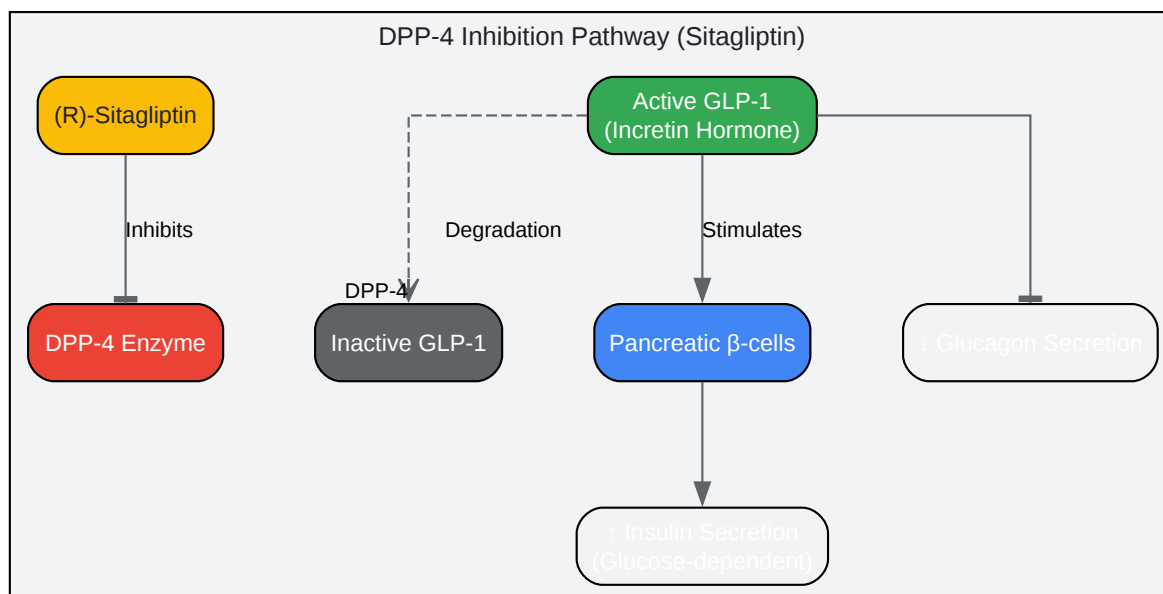 DPP-4 Inhibition Pathway (Sitagliptin)
(R)-Sitagliptin
Active GLP-1
(Incretin Hormone)
Inhibits
Degradation
Stimulates
DPP-4
DPP-4 Enzyme
Inactive GLP-1
Pancreatic β-cells
↓ Glucagon Secretion
↑ Insulin Secretion
(Glucose-dependent)